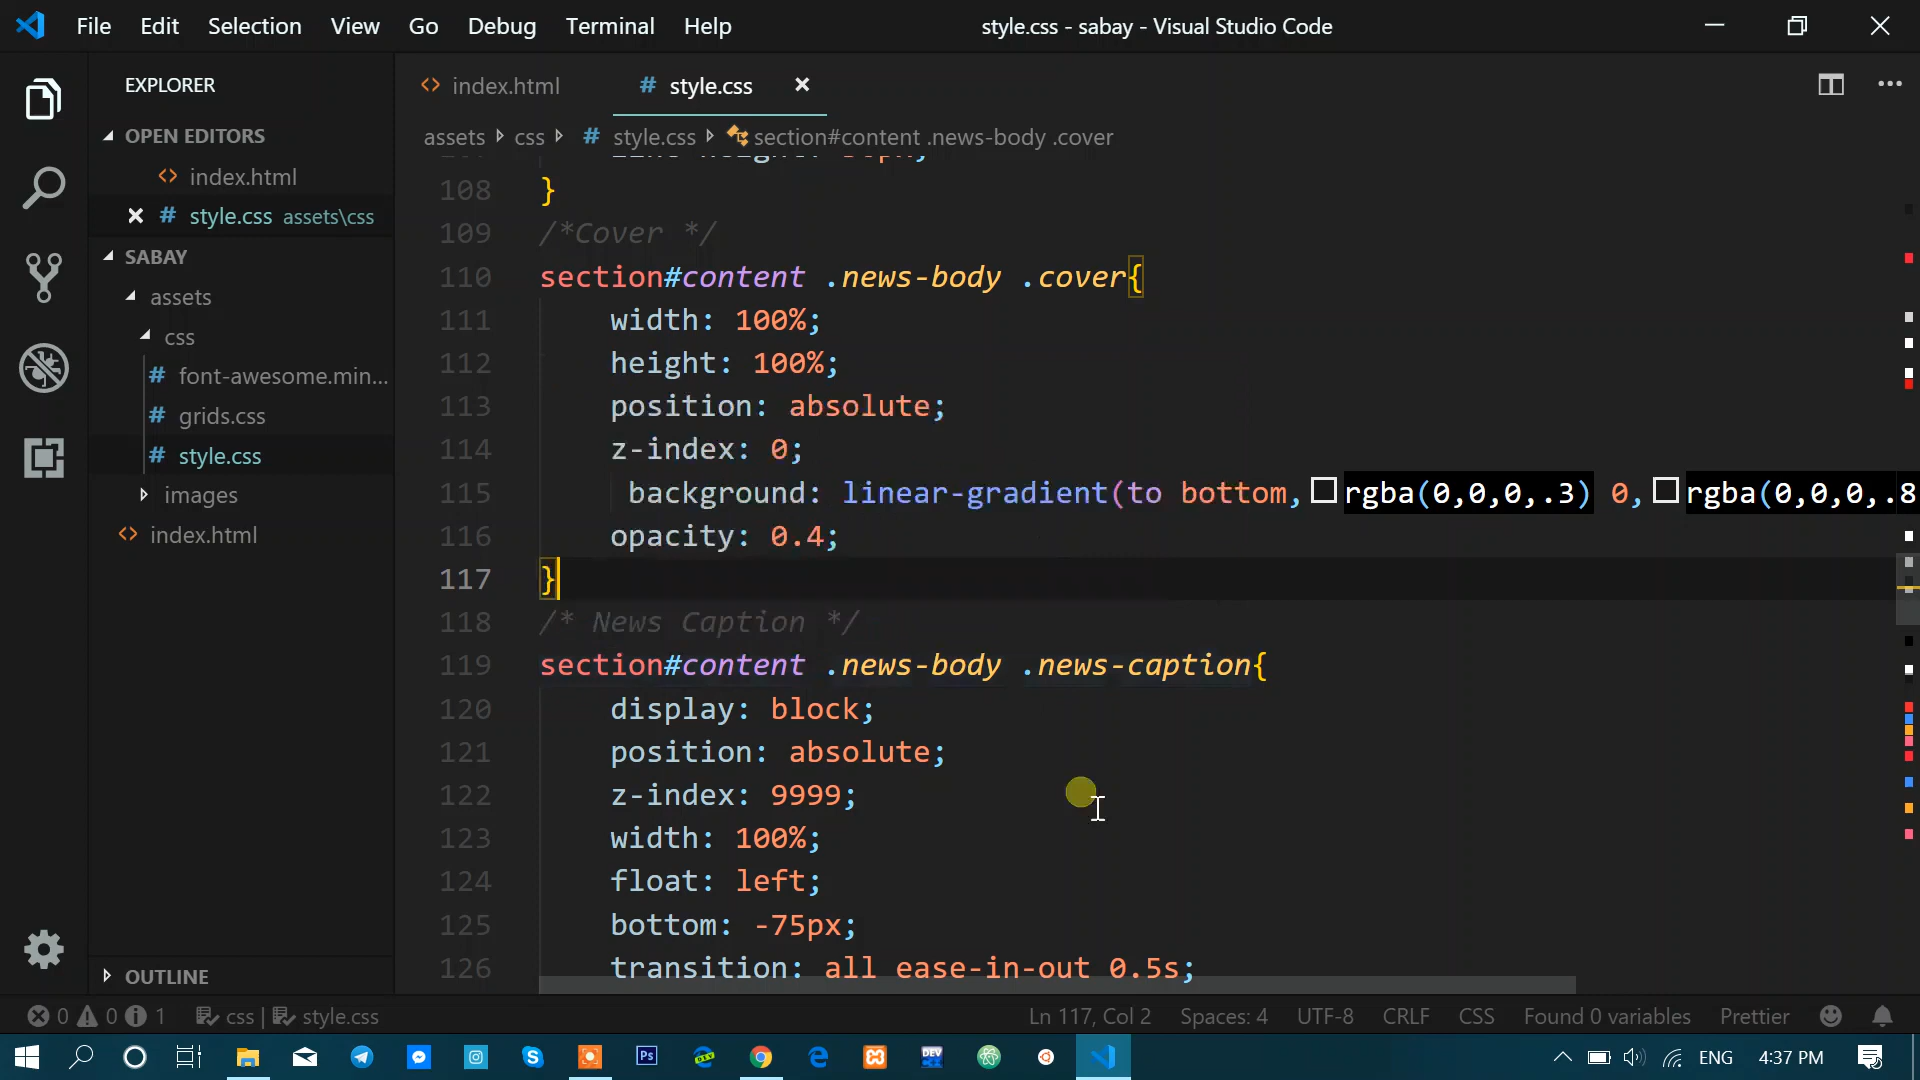 File Edit Selection View Go Debug Terminal Help style.css - sabay - Visual Studio Code
EXPLORER
OPEN EDITORS
index.html
style.css assets\css
SABAY
assets
css
font-awesome.min...
grids.css
style.css
images
index.html
OUTLINE
index.html style.css
assets css style.css section#content .news-body .cover
108 }
109 /*Cover */
110 section#content .news-body .cover{
111 width: 100%;
112 height: 100%;
113 position: absolute;
114 z-index: 0;
115 background: linear-gradient(to bottom, rgba(0,0,0,.3) 0, rgba(0,0,0,.8
116 opacity: 0.4;
117 }
118 /* News Caption */
119 section#content .news-body .news-caption{
120 display: block;
121 position: absolute;
122 z-index: 9999;
123 width: 100%;
124 float: left;
125 bottom: -75px;
126 transition: all ease-in-out 0.5s;
0 0 1 css | style.css Ln 117, Col 2 Spaces: 4 UTF-8 CRLF CSS Found 0 variables Prettier
Ps DEV ENG 4:37 PM